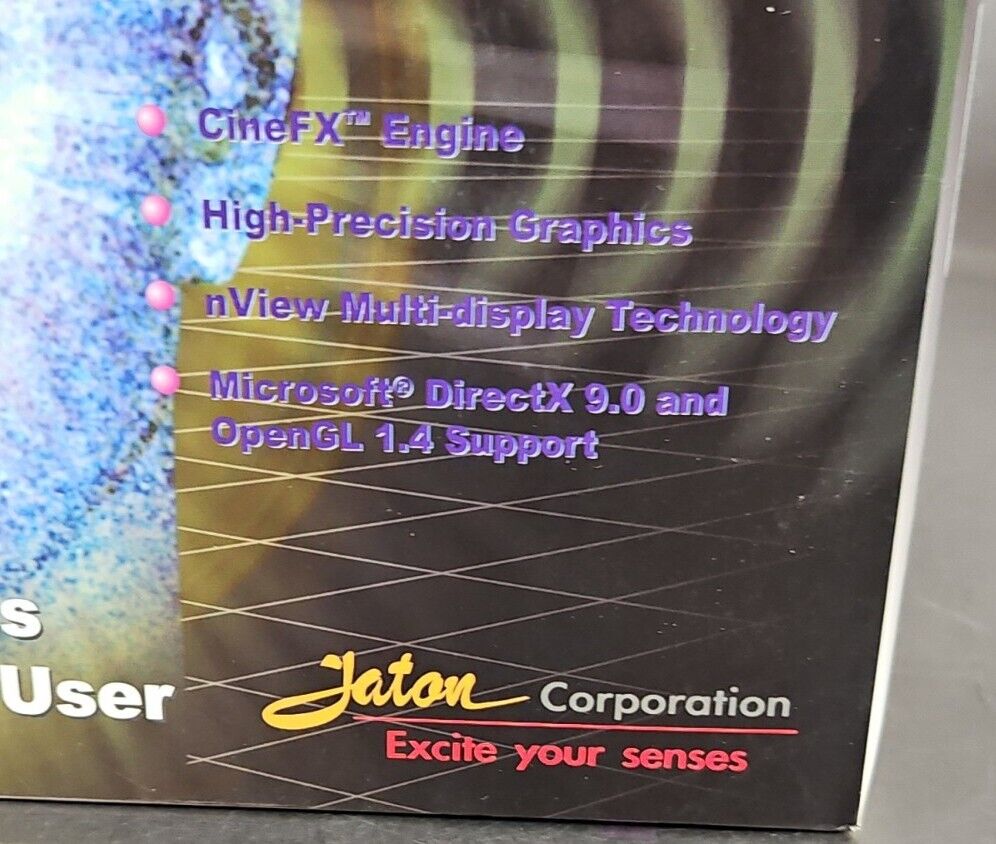 CineFX™ Engine
High-Precision Graphics
nView Multi-display Technology
Microsoft® DirectX 9.0 and
OpenGL 1.4 Support
s
User
Jaton Corporation
Excite your senses